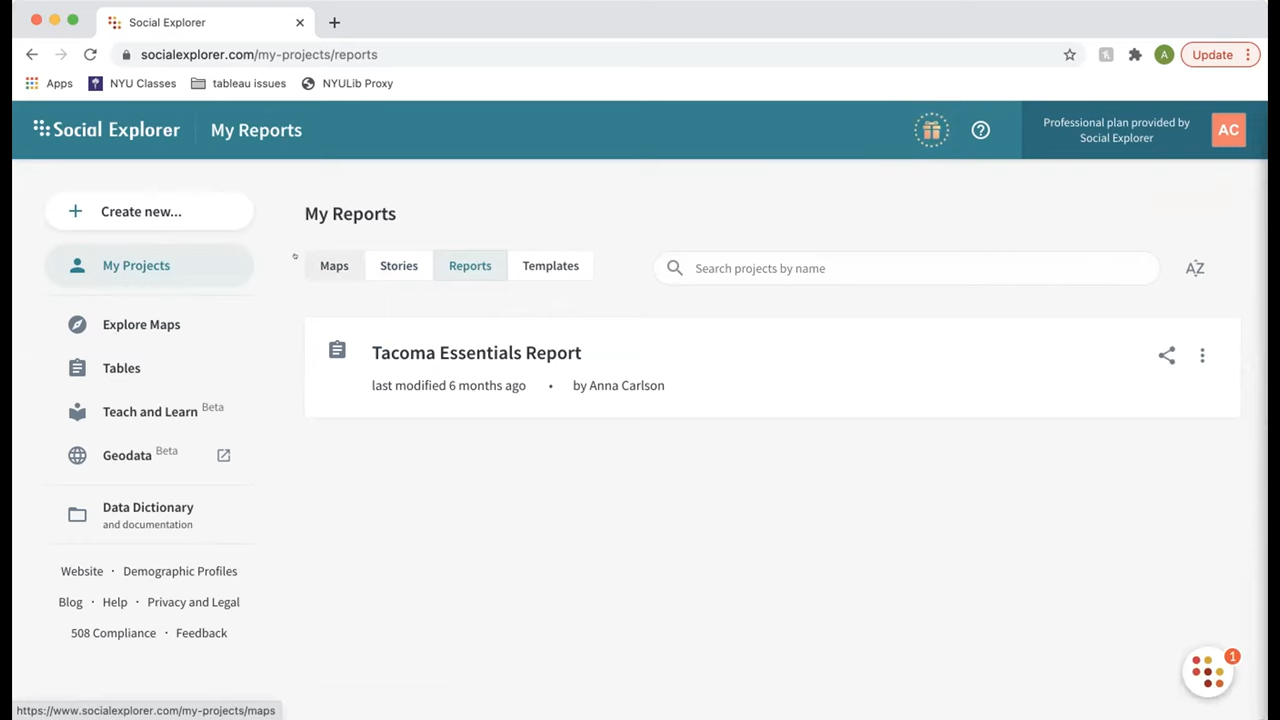 Social Explorer
socialexplorer.com/my-projects/reports
A
Update
Apps
NYU Classes
tableau issues
NYULib Proxy
Social Explorer
My Reports
Professional plan provided by
Social Explorer
AC
Create new...
My Projects
Explore Maps
Tables
Teach and Learn Beta
Geodata Beta
Data Dictionary
and documentation
Website · Demographic Profiles
Blog · Help · Privacy and Legal
508 Compliance · Feedback
My Reports
Maps
Stories
Reports
Templates
Search projects by name
AZ
Tacoma Essentials Report
last modified 6 months ago • by Anna Carlson
1
https://www.socialexplorer.com/my-projects/maps